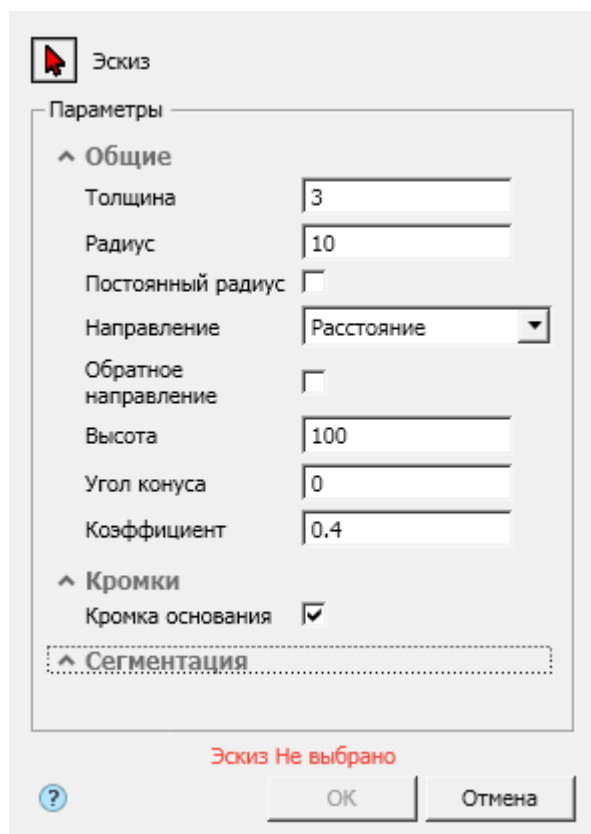 Эскиз
Параметры
Общие
Толщина 3
Радиус 10
Постоянный радиус
Направление Расстояние
Обратное
направление
Высота 100
Угол конуса 0
Коэффициент 0.4
Кромки
Кромка основания
Сегментация
Эскиз Не выбрано
? OK Отмена